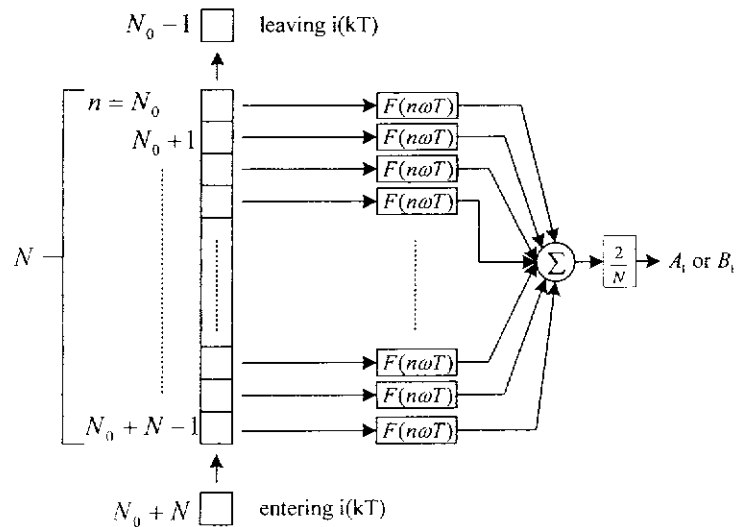 N₀ −1 leaving i(kT)
n = N₀ F(nωT)
N₀ +1 F(nωT)
F(nωT)
F(nωT)
N Σ 2/N A₁ or B₁
F(nωT)
F(nωT)
N₀ + N −1 F(nωT)
N₀ + N entering i(kT)